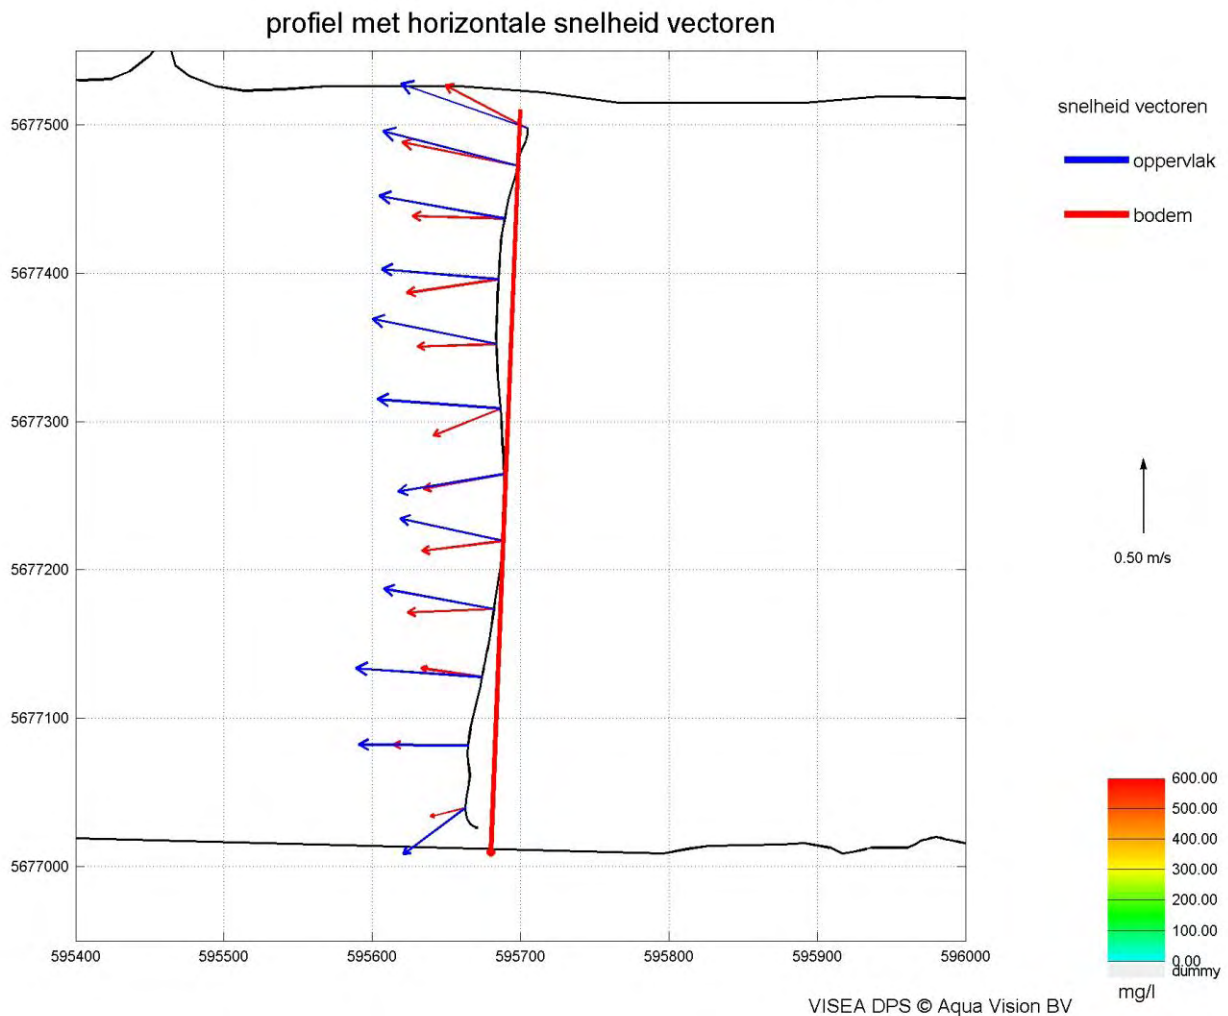 profiel met horizontale snelheid vectoren
snelheid vectoren
oppervlak
bodem
5677500
5677400
5677300
5677200
5677100
5677000
595400
595500
595600
595700
595800
595900
596000
0.50 m/s
600.00
500.00
400.00
300.00
200.00
100.00
0.00
dummy
mg/l
VISEA DPS © Aqua Vision BV